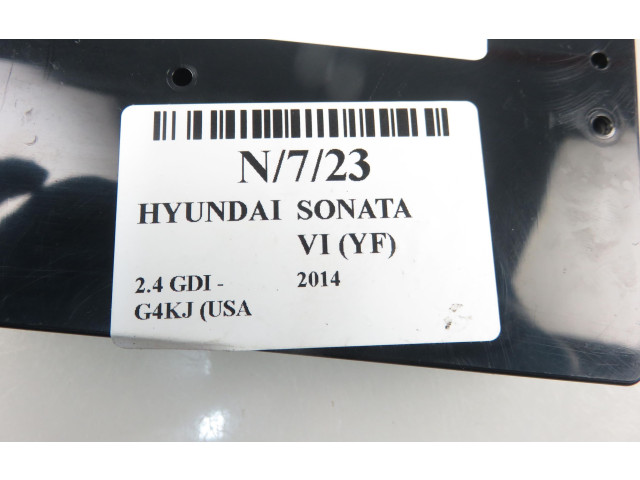 N/7/23
HYUNDAI SONATA
VI (YF)
2.4 GDI - 2014
G4KJ (USA